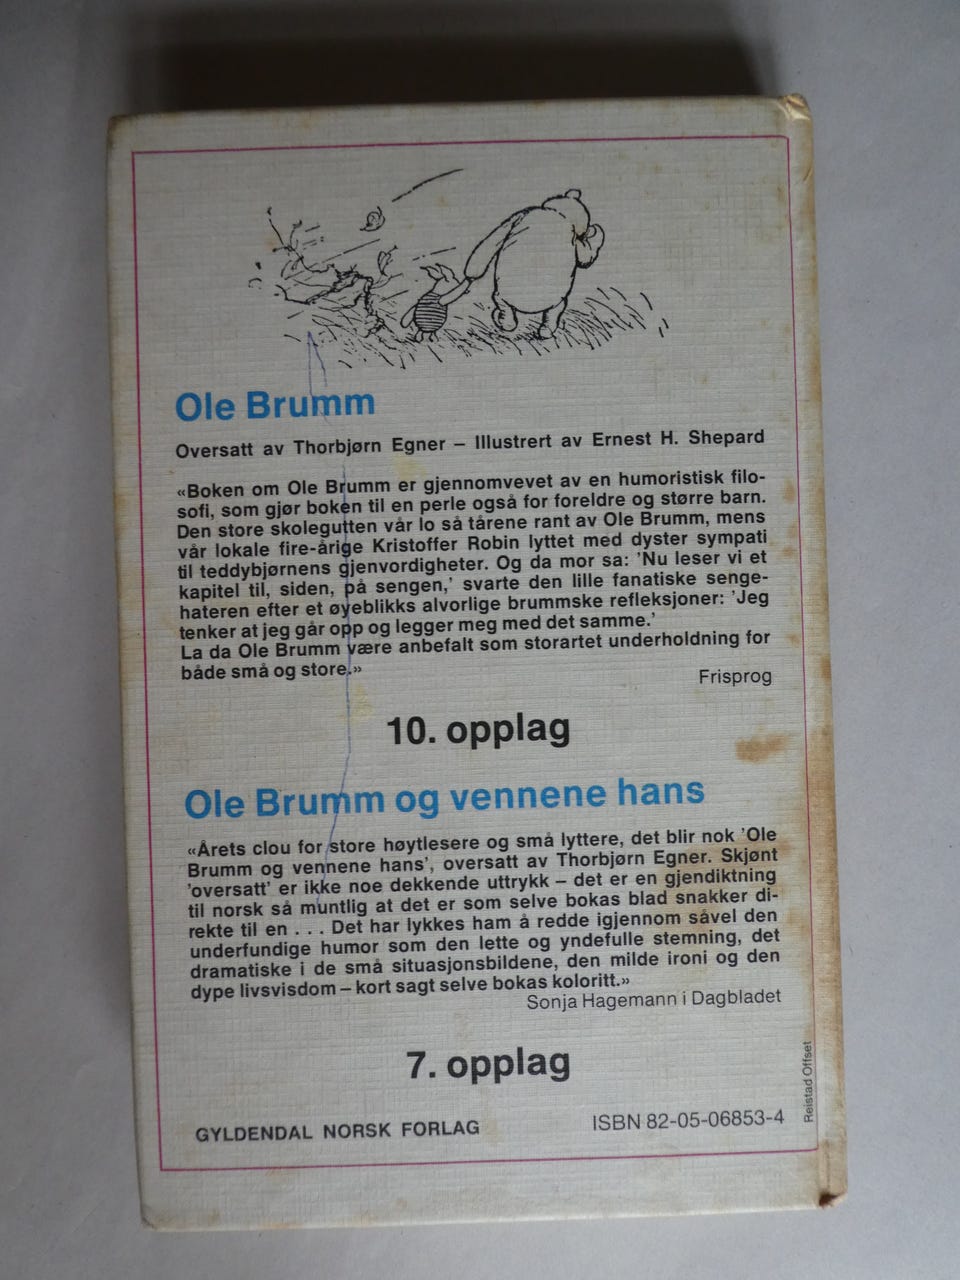 Ole Brumm
Oversatt av Thorbjørn Egner – Illustrert av Ernest H. Shepard
«Boken om Ole Brumm er gjennomvevet av en humoristisk filo-
sofi, som gjør boken til en perle også for foreldre og større barn.
Den store skolegutten vår lo så tårene rant av Ole Brumm, mens
vår lokale fire-årige Kristoffer Robin lyttet med dyster sympati
til teddybjørnens gjenvordigheter. Og da mor sa: 'Nu leser vi et
kapitel til, siden, på sengen,' svarte den lille fanatiske senge-
hateren efter et øyeblikks alvorlige brummske refleksjoner: 'Jeg
tenker at jeg går opp og legger meg med det samme.'
La da Ole Brumm være anbefalt som storartet underholdning for
både små og store.»
Frisprog
10. opplag
Ole Brumm og vennene hans
«Årets clou for store høytlesere og små lyttere, det blir nok 'Ole
Brumm og vennene hans', oversatt av Thorbjørn Egner. Skjønt
'oversatt' er ikke noe dekkende uttrykk – det er en gjendiktning
til norsk så muntlig at det er som selve bokas blad snakker di-
rekte til en . . . Det har lykkes ham å redde igjennom såvel den
underfundige humor som den lette og yndefulle stemning, det
dramatiske i de små situasjonsbildene, den milde ironi og den
dype livsvisdom – kort sagt selve bokas koloritt.»
Sonja Hagemann i Dagbladet
7. opplag
GYLDENDAL NORSK FORLAG
ISBN 82-05-06853-4
Reistad Offset